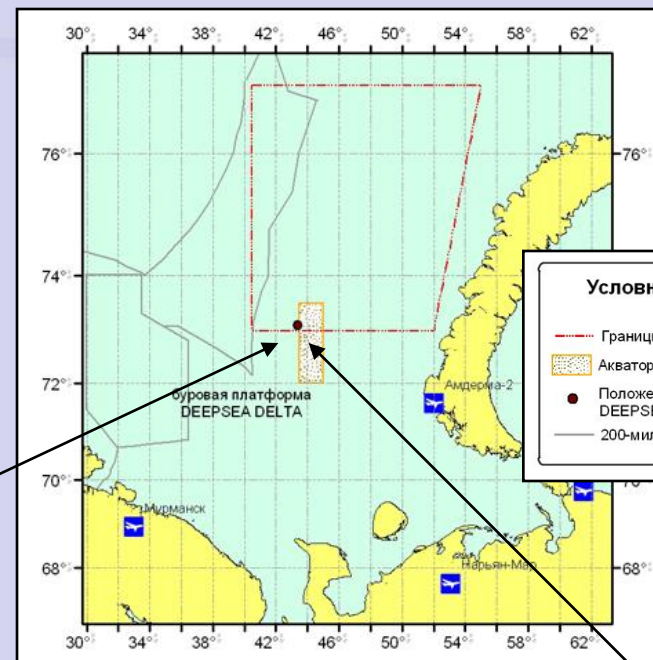 30° 34° 38° 42° 46° 50° 54° 58° 62°
76° 76°
74°
72°
70°
68° 68°
буровая платформа
DEEPSEA DELTA
Амдерма-2
Мурманск
Нарьян-Мар
Условн
Границ
Акватор
Положе
DEEPSE
200-мил
30° 34° 38° 42° 46° 50° 54° 58° 62°